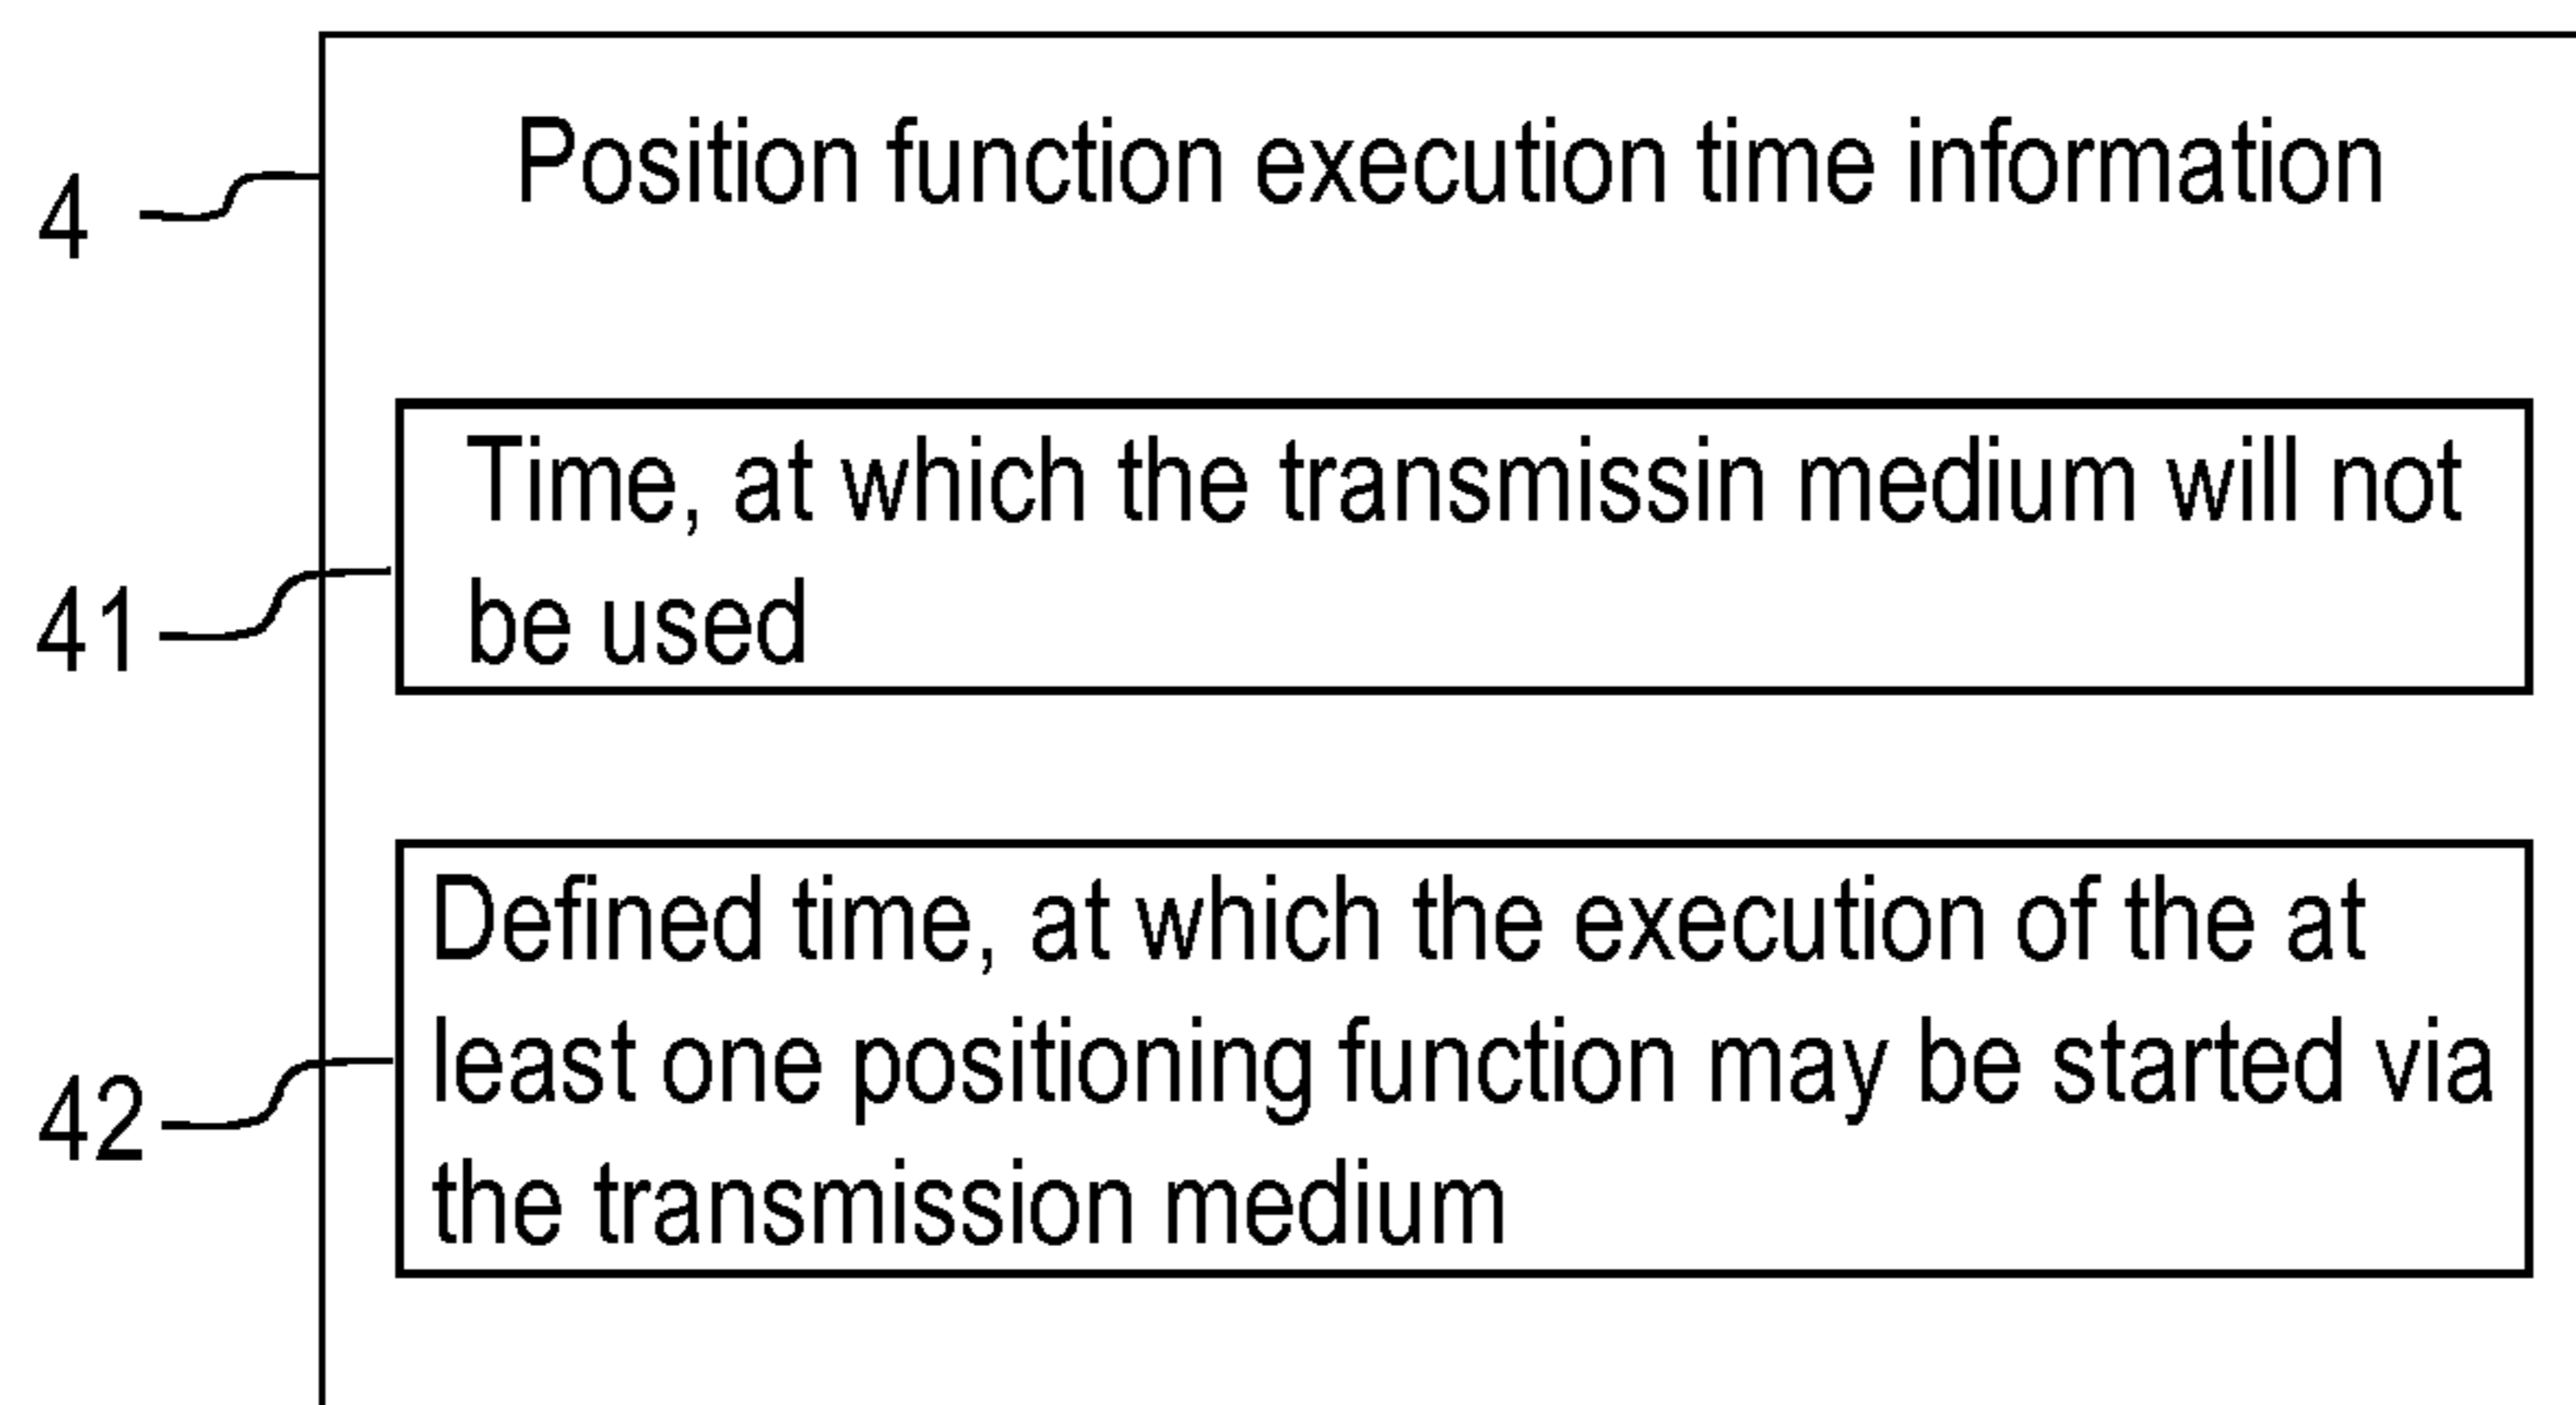 Position function execution time information
4
Time, at which the transmissin medium will not
be used
41
Defined time, at which the execution of the at
least one positioning function may be started via
the transmission medium
42